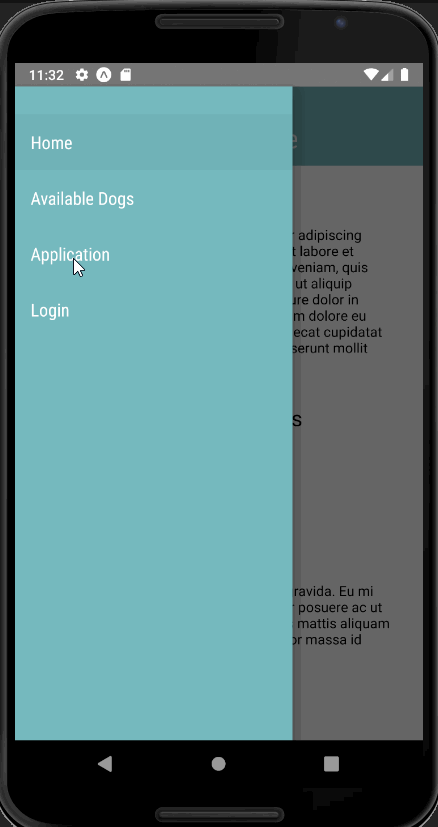 11:32
e
Home
Available Dogs
Application
Login
adipiscing
t labore et
veniam, quis
ut aliquip
ure dolor in
m dolore eu
ecat cupidatat
serunt mollit
s
ravida. Eu mi
posuere ac ut
mattis aliquam
or massa id